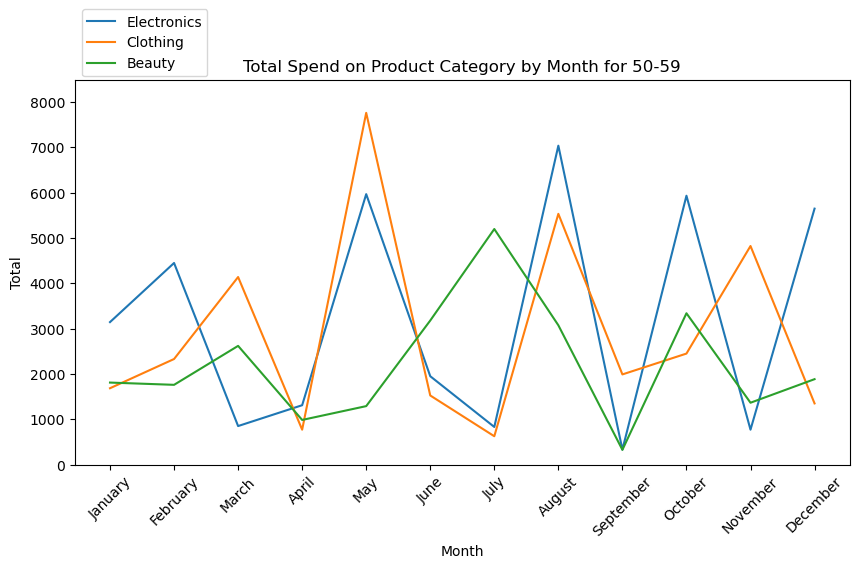 Electronics
Clothing
Beauty
Total Spend on Product Category by Month for 50-59
8000
7000
6000
5000
4000
3000
2000
1000
0
Total
January
February
March
April
May
June
July
August
September
October
November
December
Month